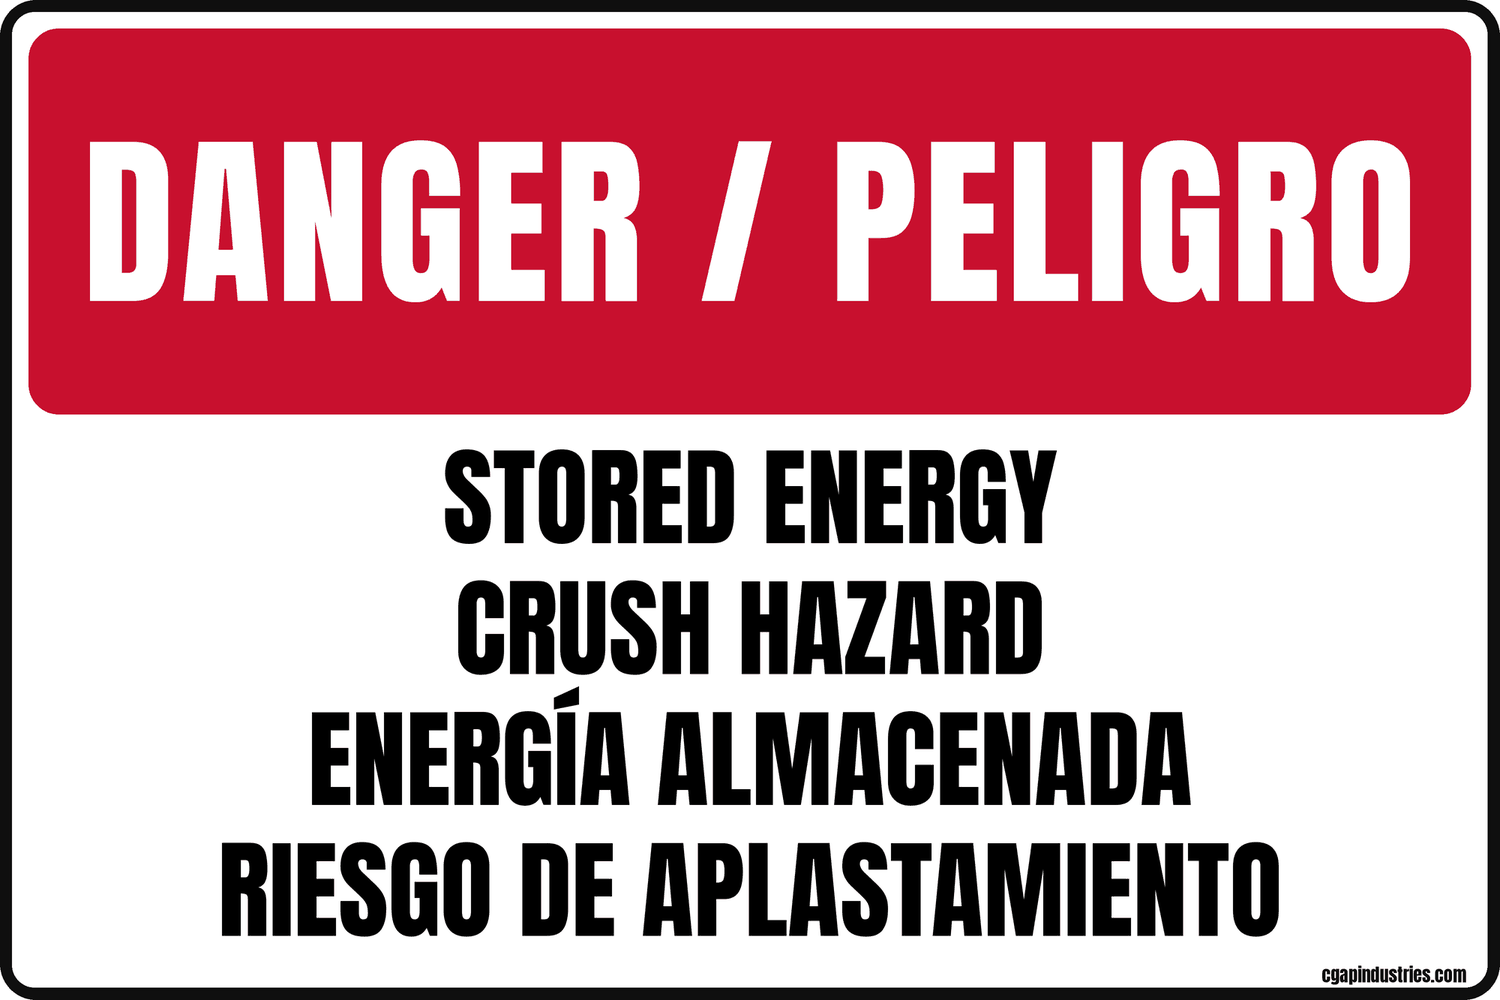 DANGER / PELIGRO
STORED ENERGY
CRUSH HAZARD
ENERGÍA ALMACENADA
RIESGO DE APLASTAMIENTO
cgapindustries.com